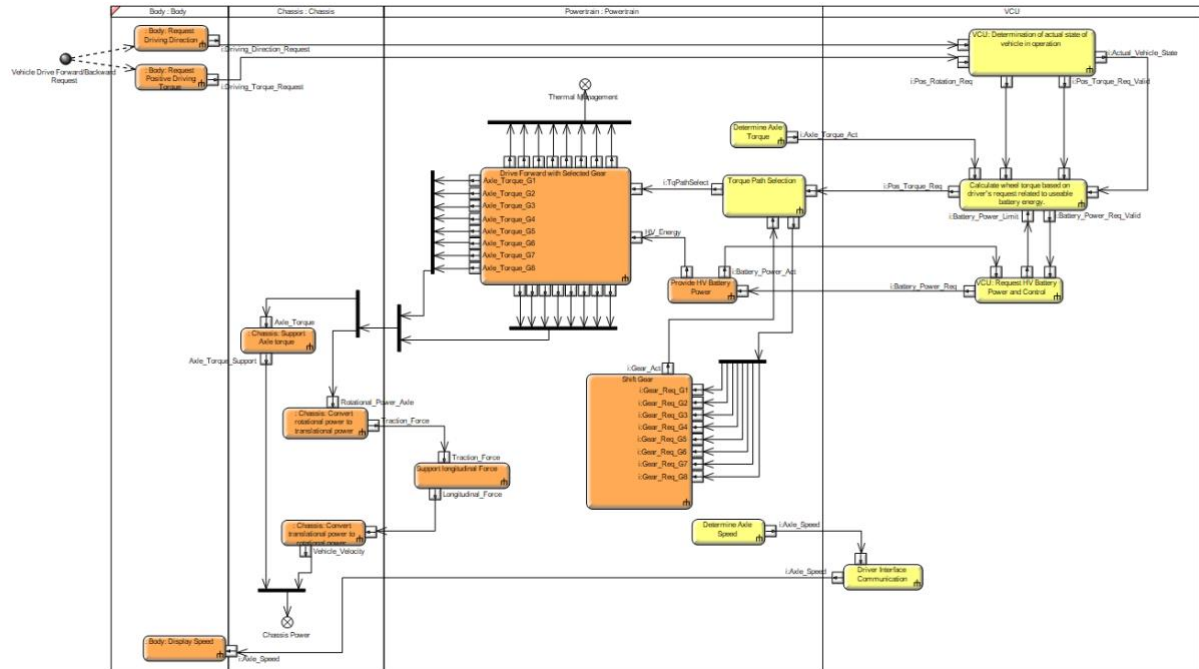 Body : Body
Chassis : Chassis
Powertrain : Powertrain
VCU
: Body: Request
Driving Direction
i:Driving_Direction_Request
Vehicle Drive Forward/Backward
Request
: Body: Request
Positive Driving
Torque
i:Driving_Torque_Request
VCU: Determination of actual state of
vehicle in operation
i:Actual_Vehicle_State
i:Pos_Rotation_Req
i:Pos_Torque_Req_Valid
Thermal Management
Determine Axle
Torque
i:Axle_Torque_Act
Drive Forward with Selected Gear
Axle_Torque_G1
Axle_Torque_G2
Axle_Torque_G3
Axle_Torque_G4
Axle_Torque_G5
Axle_Torque_G6
Axle_Torque_G7
Axle_Torque_G8
i:TqPathSelect
Torque Path Selection
i:Pos_Torque_Req
Calculate wheel torque based on
driver's request related to useable
battery energy.
i:Battery_Power_Limit
i:Battery_Power_Req_Valid
HV_Energy
i:Battery_Power_Act
Provide HV Battery
Power
i:Battery_Power_Req
VCU: Request HV Battery
Power and Control
Axle_Torque
: Chassis: Support
Axle torque
Axle_Torque_Support
i:Gear_Act
Shift Gear
i:Gear_Req_G1
i:Gear_Req_G2
i:Gear_Req_G3
i:Gear_Req_G4
i:Gear_Req_G5
i:Gear_Req_G6
i:Gear_Req_G7
i:Gear_Req_G8
Rotational_Power_Axle
: Chassis: Convert
rotational power to
translational power
Traction_Force
Traction_Force
Support longitudinal Force
Longitudinal_Force
: Chassis: Convert
translational power to
rotational power
Vehicle_Velocity
Determine Axle
Speed
i:Axle_Speed
i:Axle_Speed
Driver Interface
Communication
Chassis Power
Body: Display Speed
i:Axle_Speed